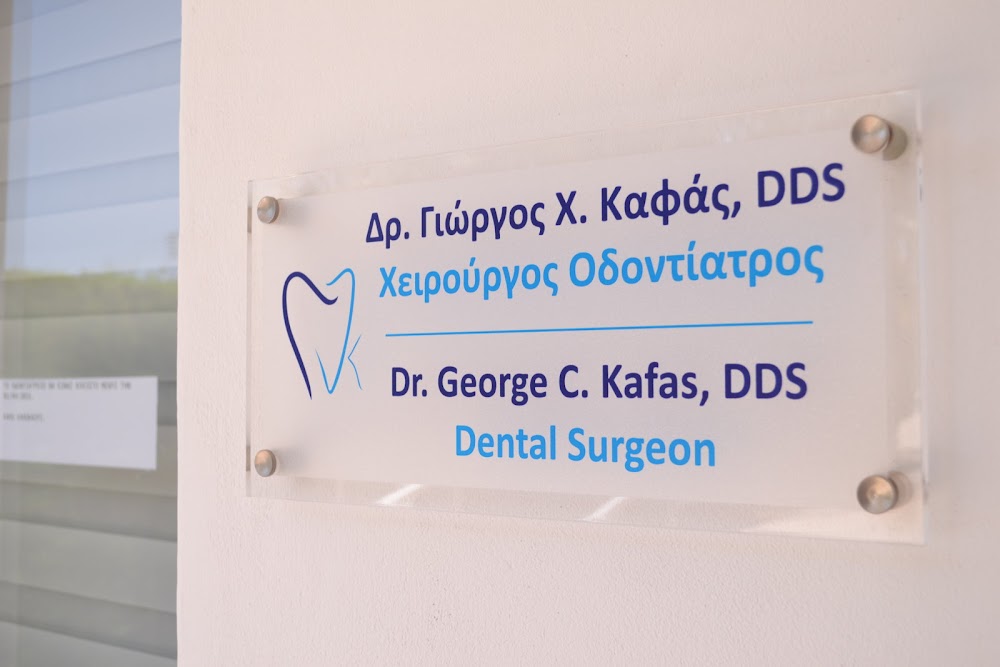 Δρ. Γιώργος Χ. Καφάς, DDS
Χειρούργος Οδοντίατρος
Dr. George C. Kafas, DDS
Dental Surgeon